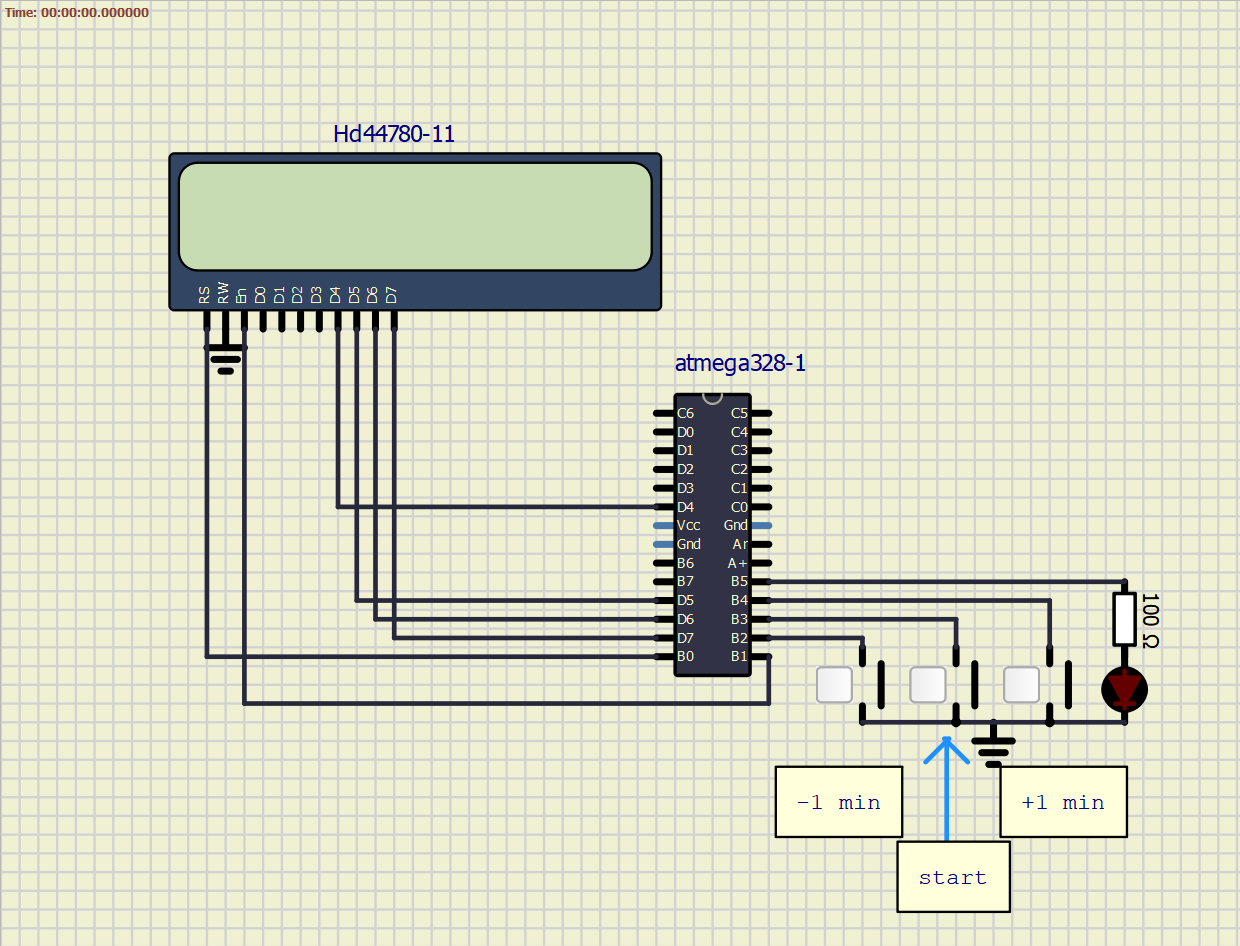 Time: 00:00:00.000000
Hd44780-11
RS RW En D0 D1 D2 D3 D4 D5 D6 D7
atmega328-1
C6 C5
D0 C4
D1 C3
D2 C2
D3 C1
D4 C0
Vcc Gnd
Gnd Ar
B6 A+
B7 B5
D5 B4
D6 B3
D7 B2
B0 B1
100 Ω
-1 min
+1 min
start